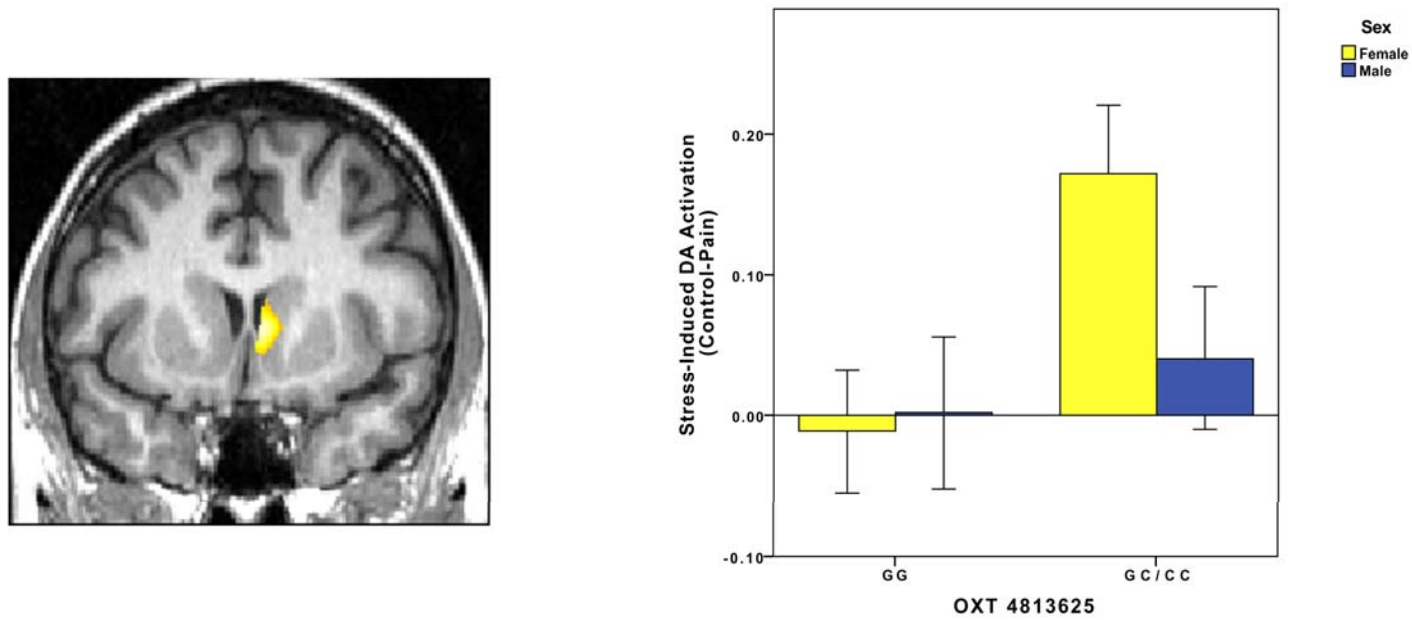 Sex
Female
Male
Stress-Induced DA Activation
(Control-Pain)
0.20
0.10
0.00
-0.10
GG
GC/CC
OXT 4813625